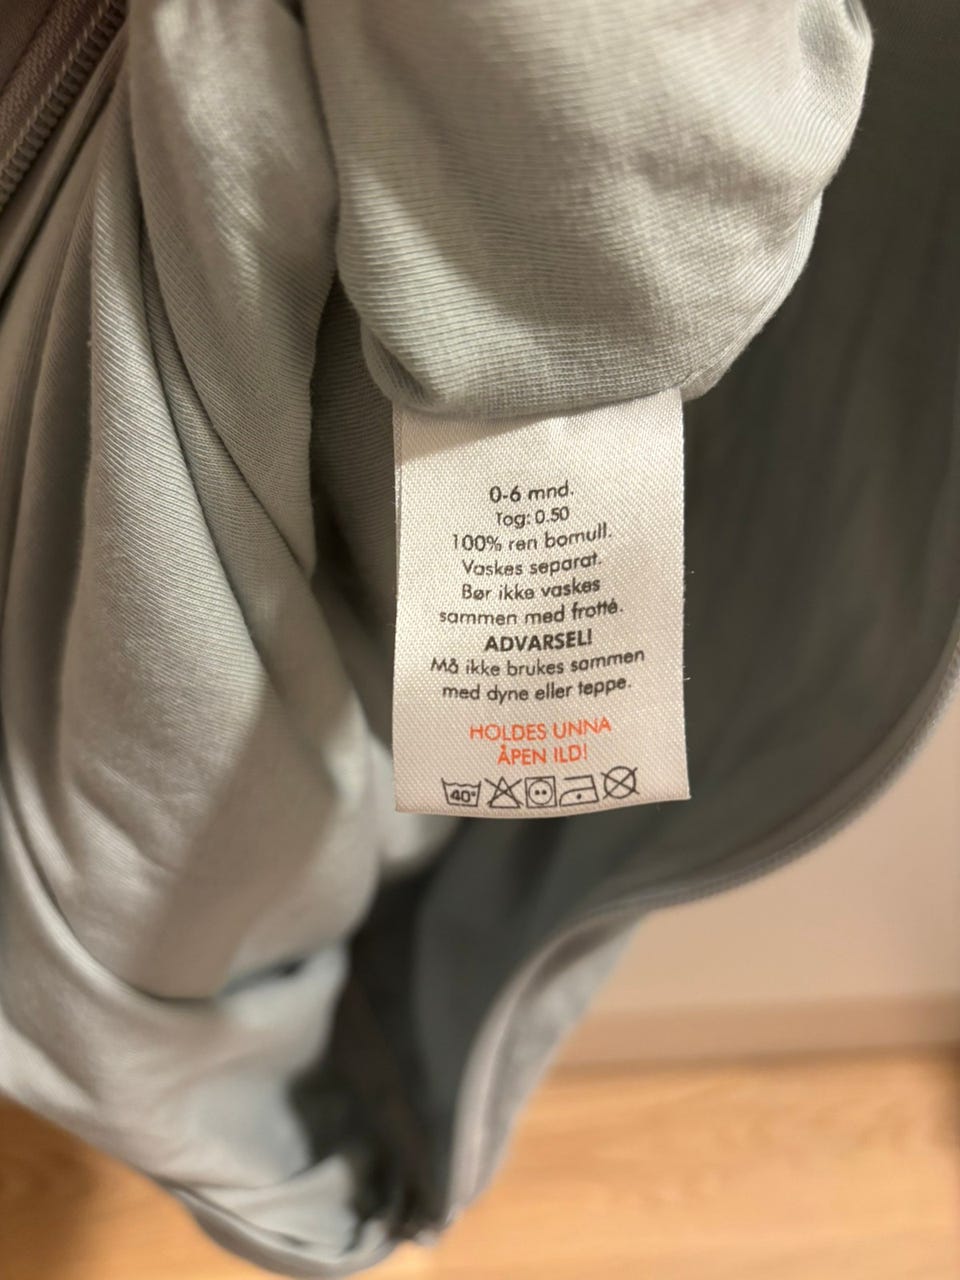 0-6 mnd.
Tog: 0.50
100% ren bomull.
Vaskes separat.
Bør ikke vaskes
sammen med frotté.
ADVARSEL!
Må ikke brukes sammen
med dyne eller teppe.
HOLDES UNNA
ÅPEN ILD!
40°